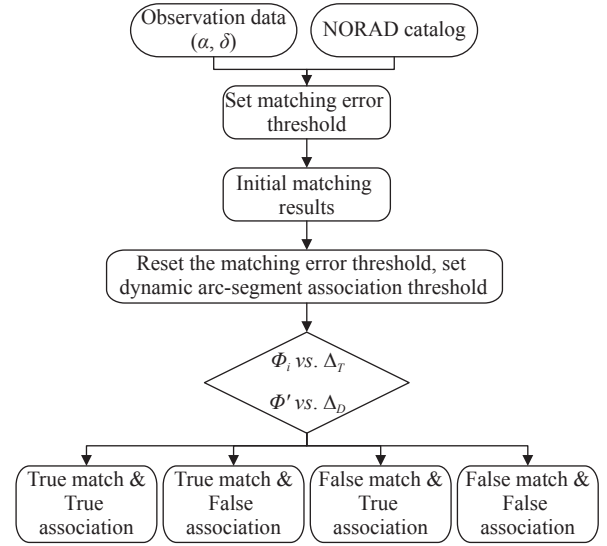 Observation data
(α, δ)
NORAD catalog
Set matching error
threshold
Initial matching
results
Reset the matching error threshold, set
dynamic arc-segment association threshold
Φi vs. ΔT
Φ′ vs. ΔD
True match &
True
association
True match &
False
association
False match &
True
association
False match &
False
association